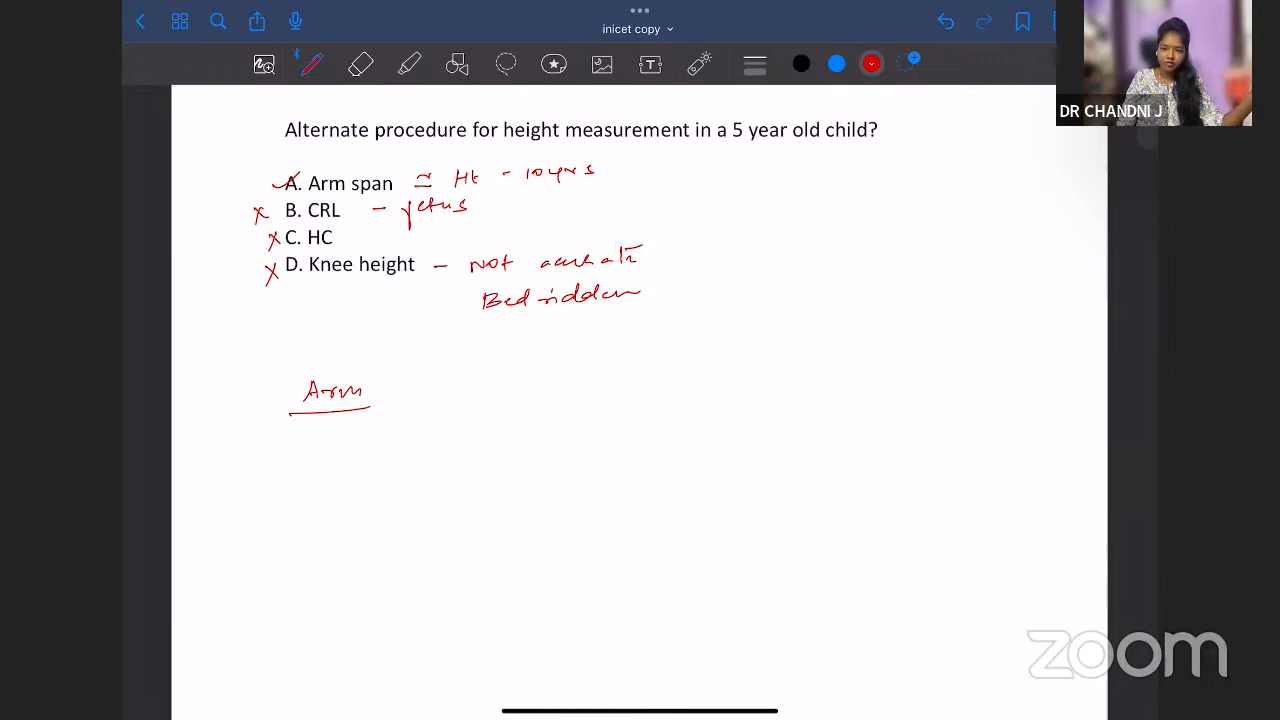 inicet copy
DR CHANDNI J
Alternate procedure for height measurement in a 5 year old child?
A. Arm span ≅ Ht - 10 yrs
B. CRL - fetus
C. HC
D. Knee height - Not
Bed ridden
Arm
zoom